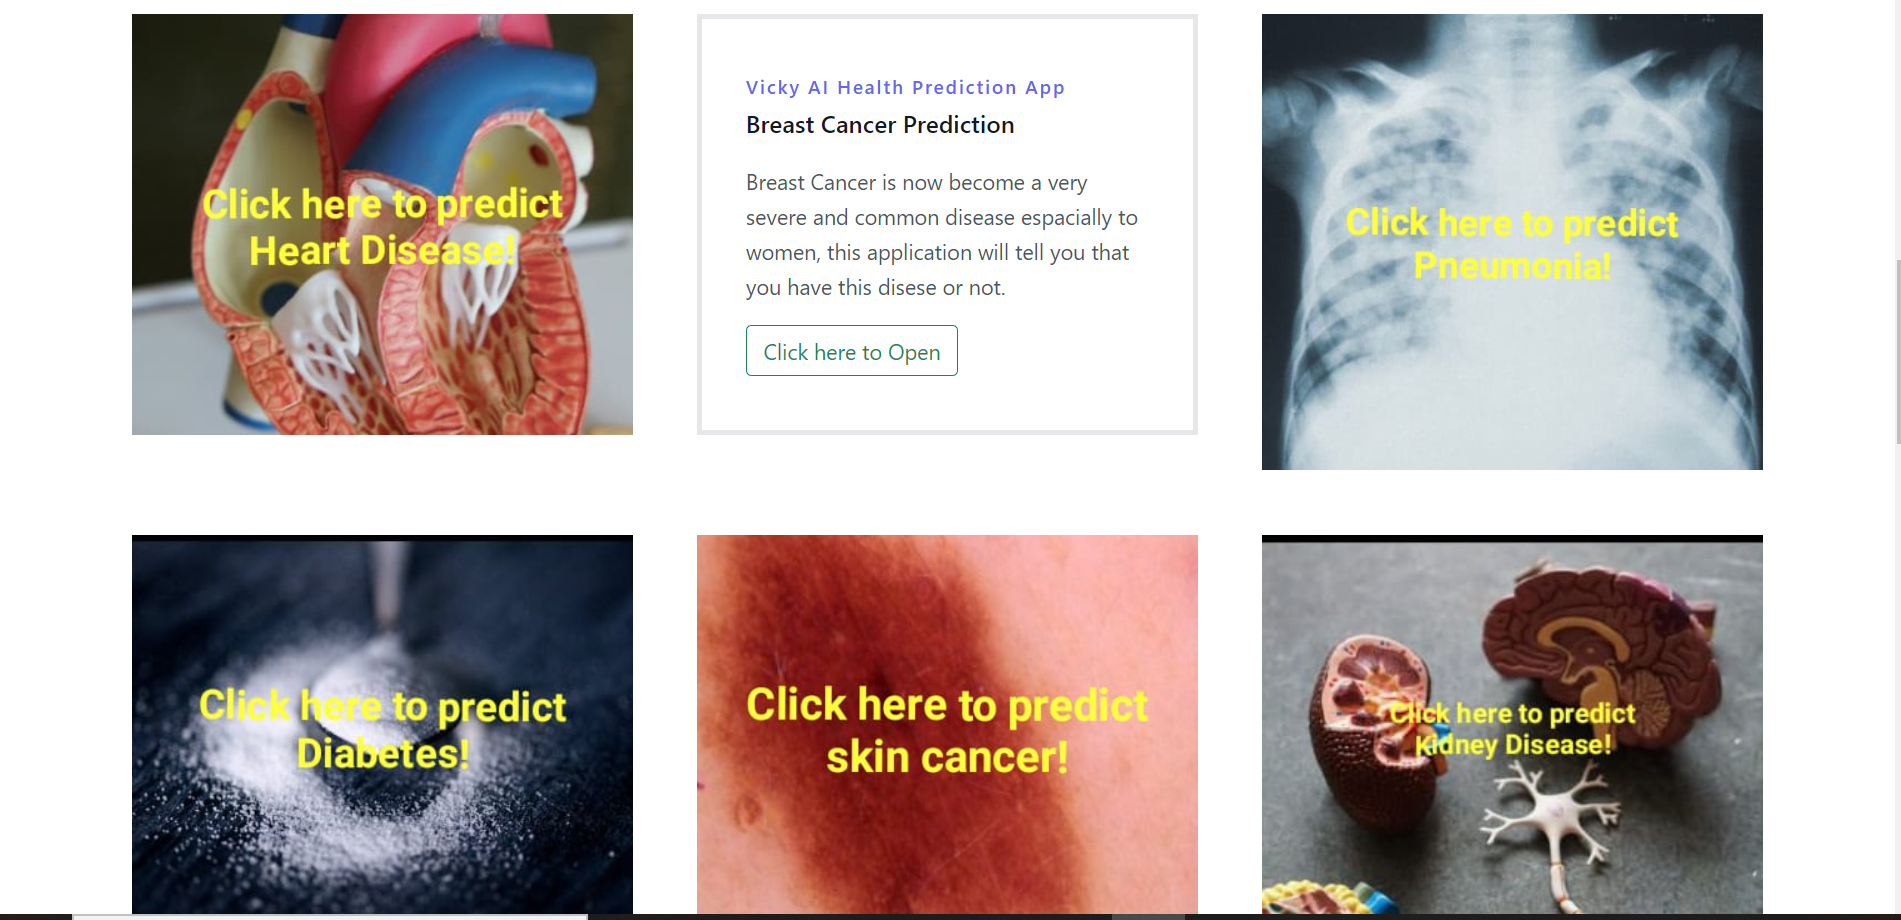 Click here to predict
Heart Disease!
Vicky AI Health Prediction App
Breast Cancer Prediction
Breast Cancer is now become a very
severe and common disease espacially to
women, this application will tell you that
you have this disese or not.
Click here to Open
Click here to predict
Pneumonia!
Click here to predict
Diabetes!
Click here to predict
skin cancer!
Click here to predict
Kidney Disease!